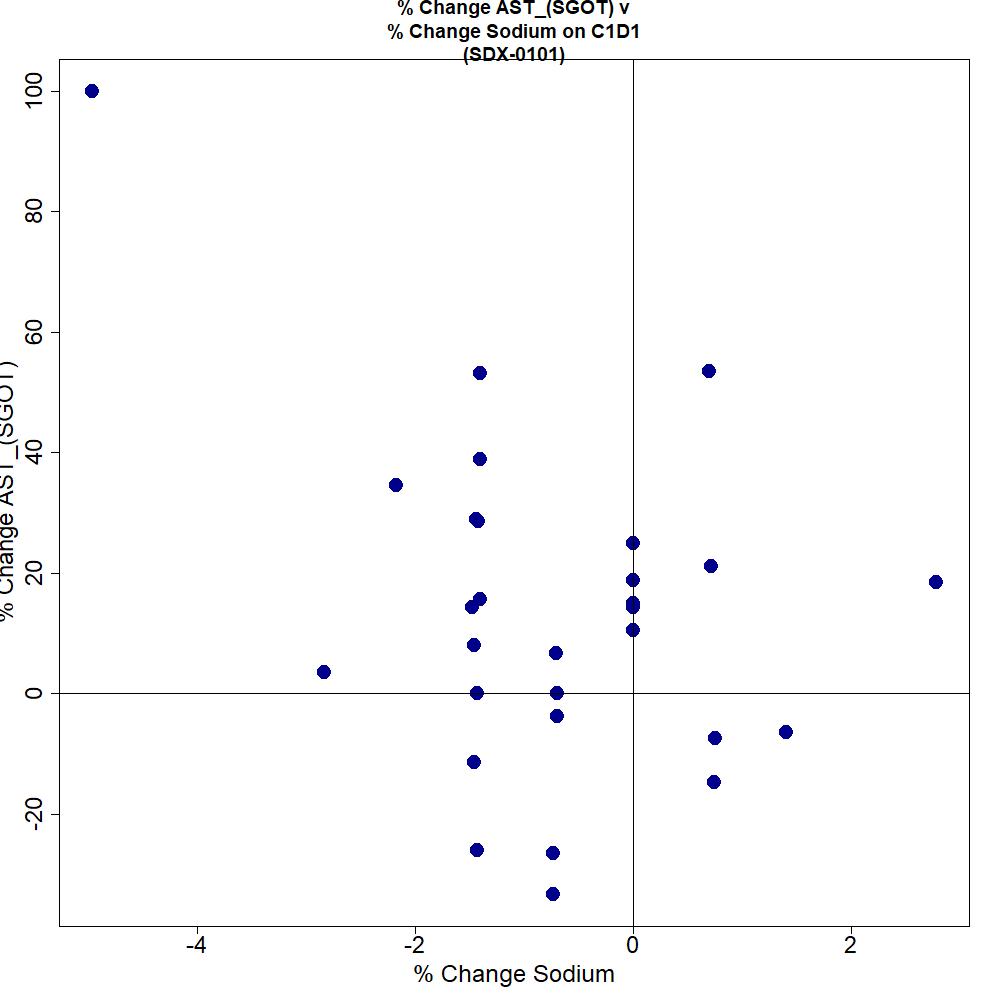 % Change AST_(SGOT) v
% Change Sodium on C1D1
(SDX-0101)
100
80
60
40
20
0
-20
% Change AST_(SGOT)
-4
-2
0
2
% Change Sodium